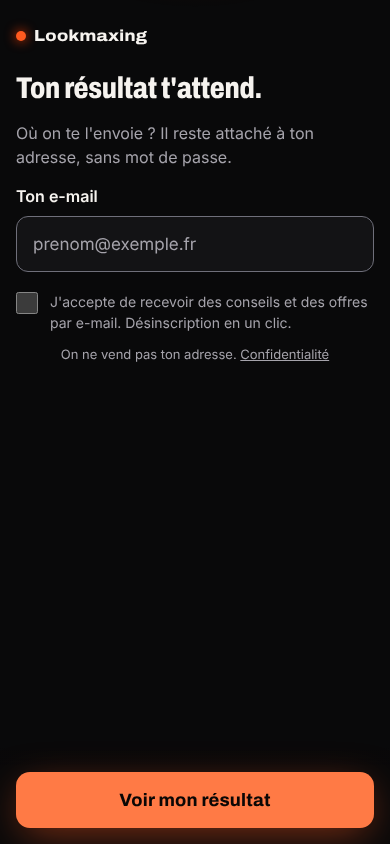 Lookmaxing
Ton résultat t'attend.
Où on te l'envoie ? Il reste attaché à ton
adresse, sans mot de passe.
Ton e-mail
prenom@exemple.fr
J'accepte de recevoir des conseils et des offres
par e-mail. Désinscription en un clic.
On ne vend pas ton adresse. Confidentialité
Voir mon résultat